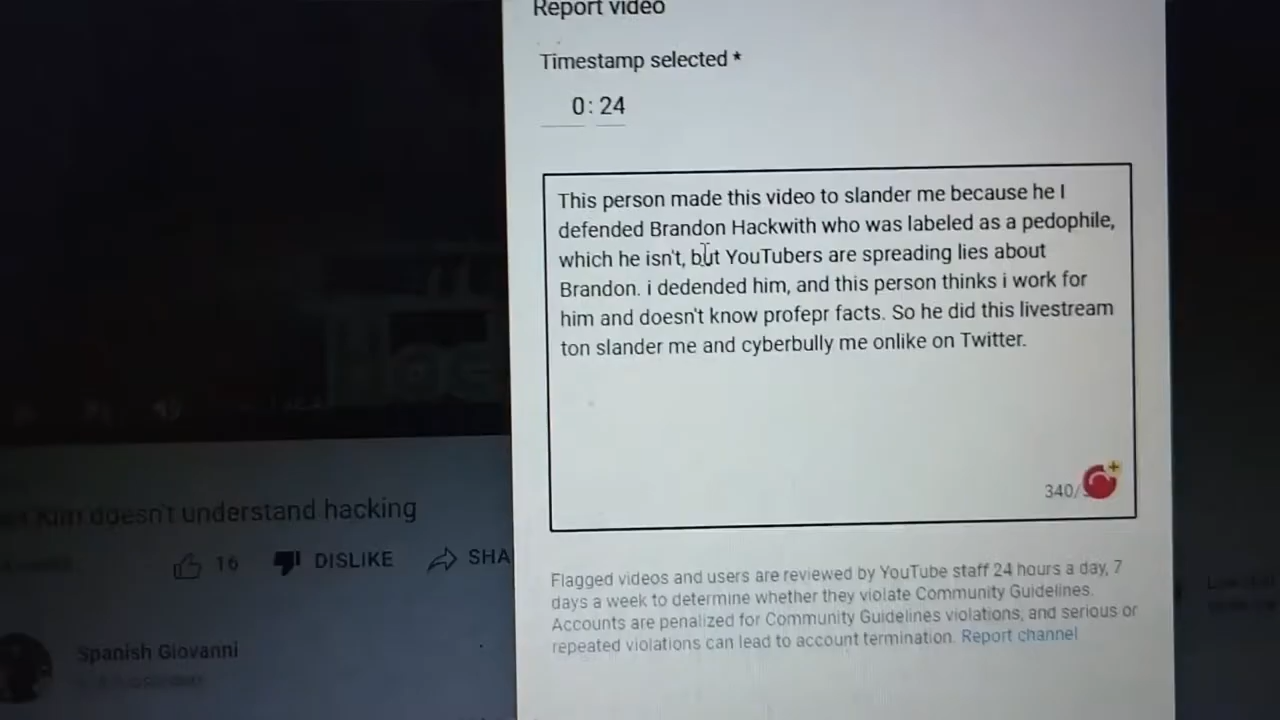 Report video
Timestamp selected *
0: 24
This person made this video to slander me because he I
defended Brandon Hackwith who was labeled as a pedophile,
which he isn't, but YouTubers are spreading lies about
Brandon. i dedended him, and this person thinks i work for
him and doesn't know profepr facts. So he did this livestream
ton slander me and cyberbully me onlike on Twitter.
340/
Flagged videos and users are reviewed by YouTube staff 24 hours a day, 7
days a week to determine whether they violate Community Guidelines.
Accounts are penalized for Community Guidelines violations, and serious or
repeated violations can lead to account termination. Report channel
doesn't understand hacking
16 DISLIKE SHA
Spanish Giovanni